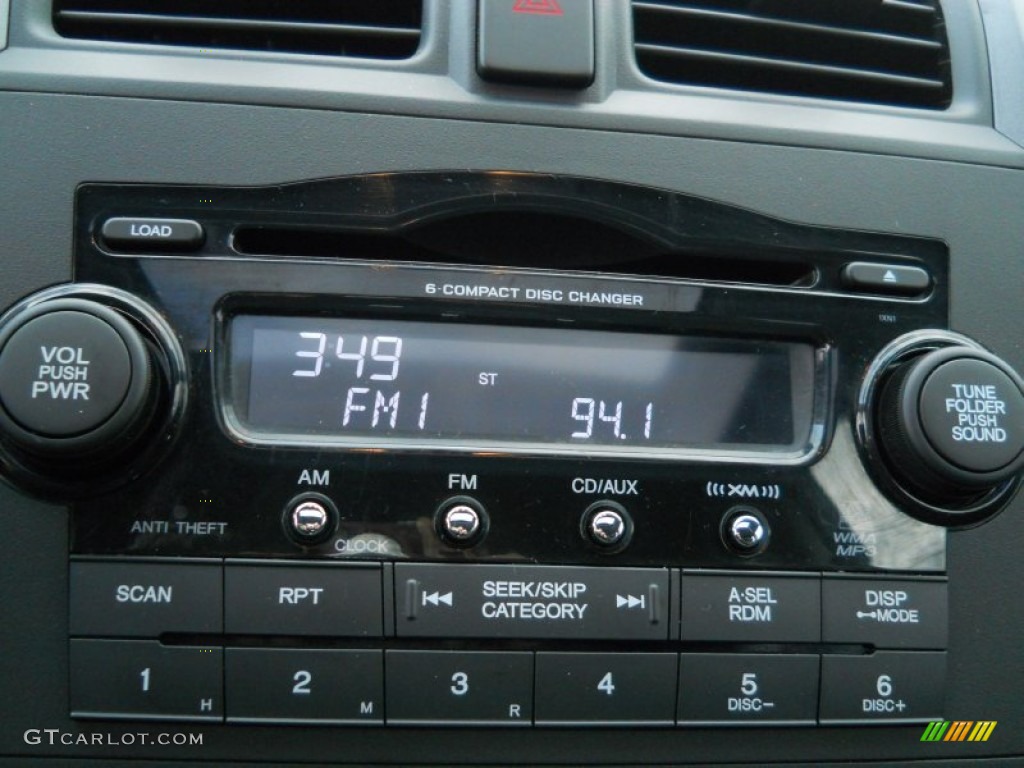 LOAD
6·COMPACT DISC CHANGER
1XN1
VOL
PUSH
PWR
349
ST
FM1 94.1
TUNE
FOLDER
PUSH
SOUND
AM FM CD/AUX (((XM)))
ANTI THEFT
CLOCK
WMA
MP3
SCAN RPT
SEEK/SKIP
CATEGORY
A·SEL
RDM
DISP
MODE
1 H
2 M
3 R
4
5
DISC−
6
DISC+
GTCARLOT.COM